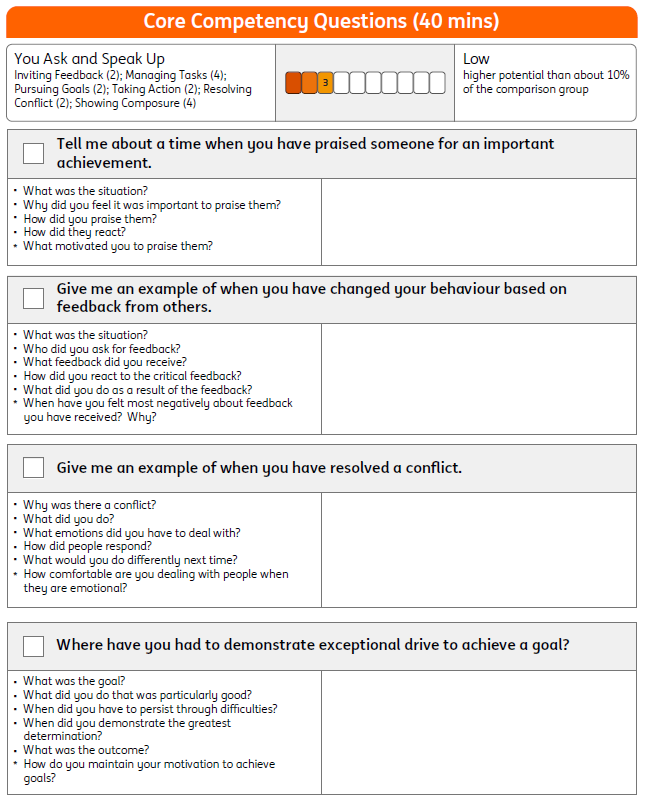 Core Competency Questions (40 mins)
You Ask and Speak Up
Inviting Feedback (2); Managing Tasks (4);
Pursuing Goals (2); Taking Action (2); Resolving
Conflict (2); Showing Composure (4)
3
Low
higher potential than about 10%
of the comparison group
Tell me about a time when you have praised someone for an important
achievement.
• What was the situation?
• Why did you feel it was important to praise them?
• How did you praise them?
• How did they react?
* What motivated you to praise them?
Give me an example of when you have changed your behaviour based on
feedback from others.
• What was the situation?
• Who did you ask for feedback?
• What feedback did you receive?
• How did you react to the critical feedback?
• What did you do as a result of the feedback?
* When have you felt most negatively about feedback
you have received? Why?
Give me an example of when you have resolved a conflict.
• Why was there a conflict?
• What did you do?
• What emotions did you have to deal with?
• How did people respond?
• What would you do differently next time?
* How comfortable are you dealing with people when
they are emotional?
Where have you had to demonstrate exceptional drive to achieve a goal?
• What was the goal?
• What did you do that was particularly good?
• When did you have to persist through difficulties?
• When did you demonstrate the greatest
determination?
• What was the outcome?
* How do you maintain your motivation to achieve
goals?